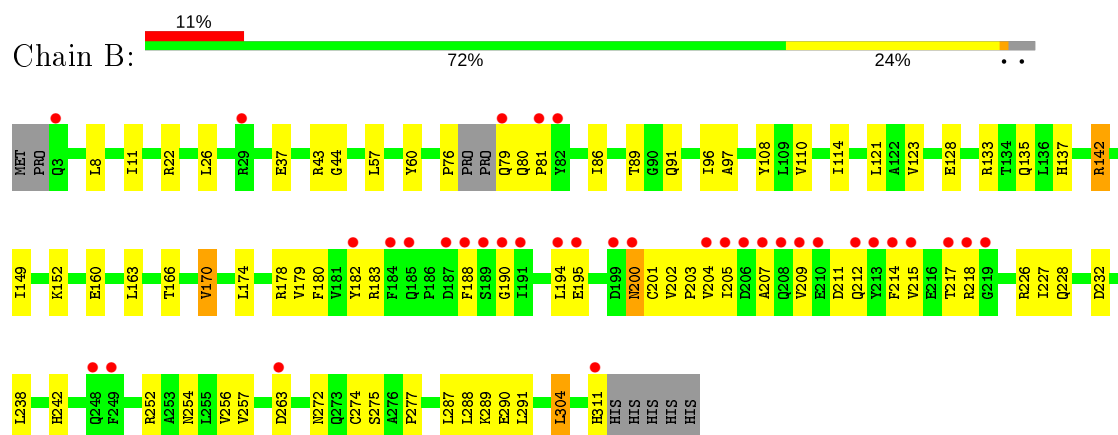 11%
Chain B:
72% 24% • •
MET PRO Q3 L8 I11 R22 L26 R29 E37 R43 G44 L57 Y60 P76 PRO PRO Q79 Q80 P81 Y82 I86 T89 G90 Q91 I96 A97 Y108 L109 V110 I114 L121 A122 V123 E128 R133 T134 Q135 L136 H137 R142
I149 K152 E160 L163 T166 V170 L174 R178 V179 F180 V181 Y182 R183 F184 Q185 P186 D187 F188 S189 G190 I191 L194 E195 D199 N200 C201 V202 P203 V204 I205 D206 A207 Q208 V209 E210 D211 Q212 Y213 F214 V215 E216 T217 R218 G219 R226 I227 Q228 D232
L238 H242 Q248 F249 R252 A253 N254 L255 V256 V257 D263 N272 Q273 C274 S275 A276 P277 L287 L288 K289 E290 L291 L304 H311 HIS HIS HIS HIS HIS